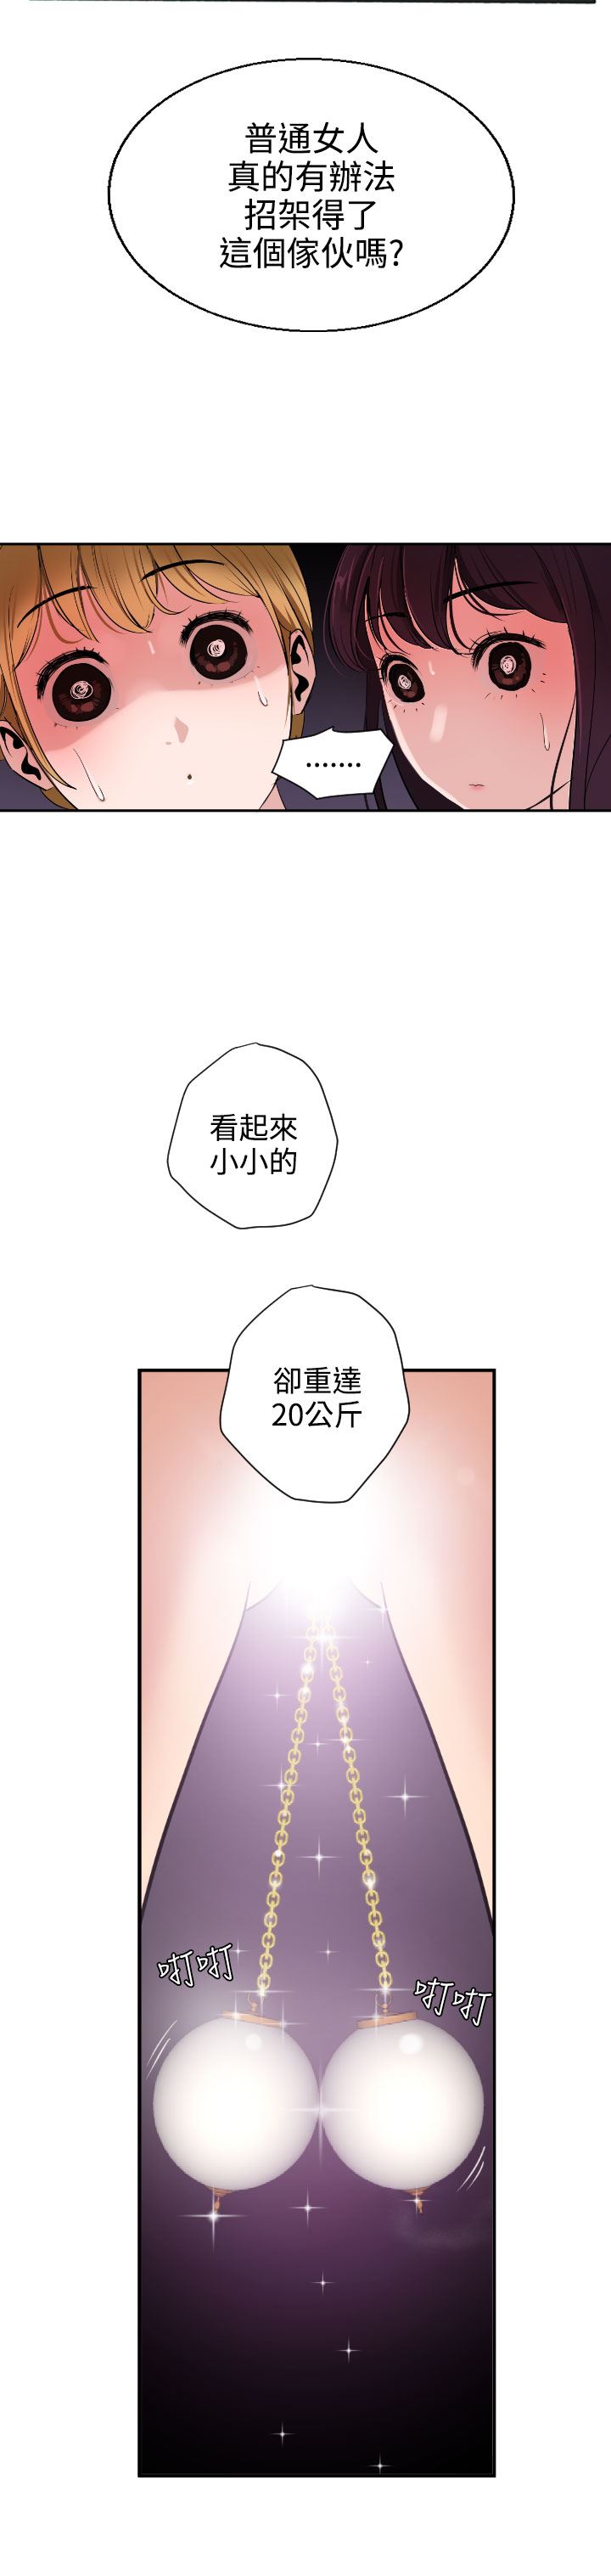 普通女人
真的有辦法
招架得了
這個傢伙嗎?
.......
看起來
小小的
卻重達
20公斤
叮叮
叮叮